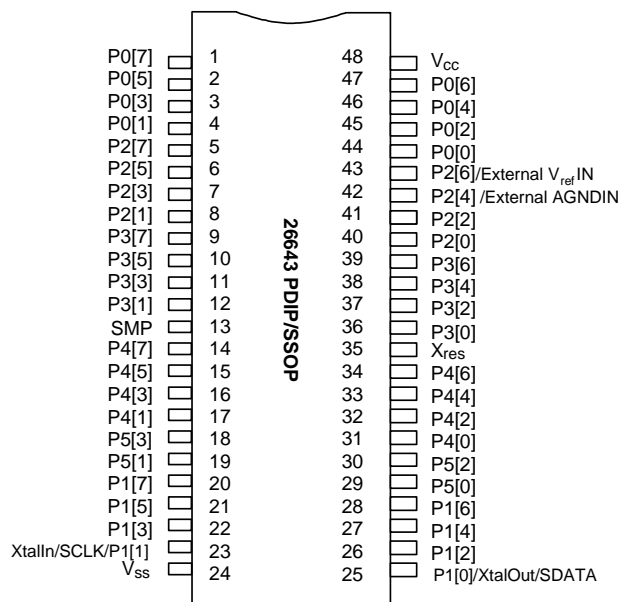 P0[7] 1 48 Vcc
P0[5] 2 47 P0[6]
P0[3] 3 46 P0[4]
P0[1] 4 45 P0[2]
P2[7] 5 44 P0[0]
P2[5] 6 43 P2[6]/External VrefIN
P2[3] 7 42 P2[4] /External AGNDIN
P2[1] 8 41 P2[2]
P3[7] 9 40 P2[0]
P3[5] 10 39 P3[6]
P3[3] 11 38 P3[4]
P3[1] 12 37 P3[2]
SMP 13 36 P3[0]
P4[7] 14 35 Xres
P4[5] 15 34 P4[6]
P4[3] 16 33 P4[4]
P4[1] 17 32 P4[2]
P5[3] 18 31 P4[0]
P5[1] 19 30 P5[2]
P1[7] 20 29 P5[0]
P1[5] 21 28 P1[6]
P1[3] 22 27 P1[4]
XtalIn/SCLK/P1[1] 23 26 P1[2]
Vss 24 25 P1[0]/XtalOut/SDATA
26643 PDIP/SSOP